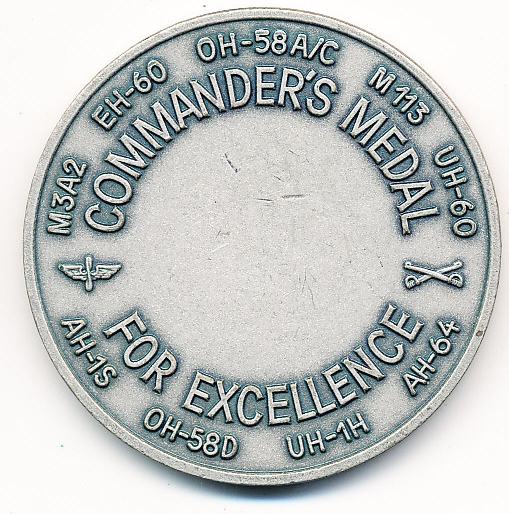 M3A2 EH-60 OH-58A/C M113 UH-60
COMMANDER'S MEDAL
FOR EXCELLENCE
AH-1S OH-58D UH-1H AH-64